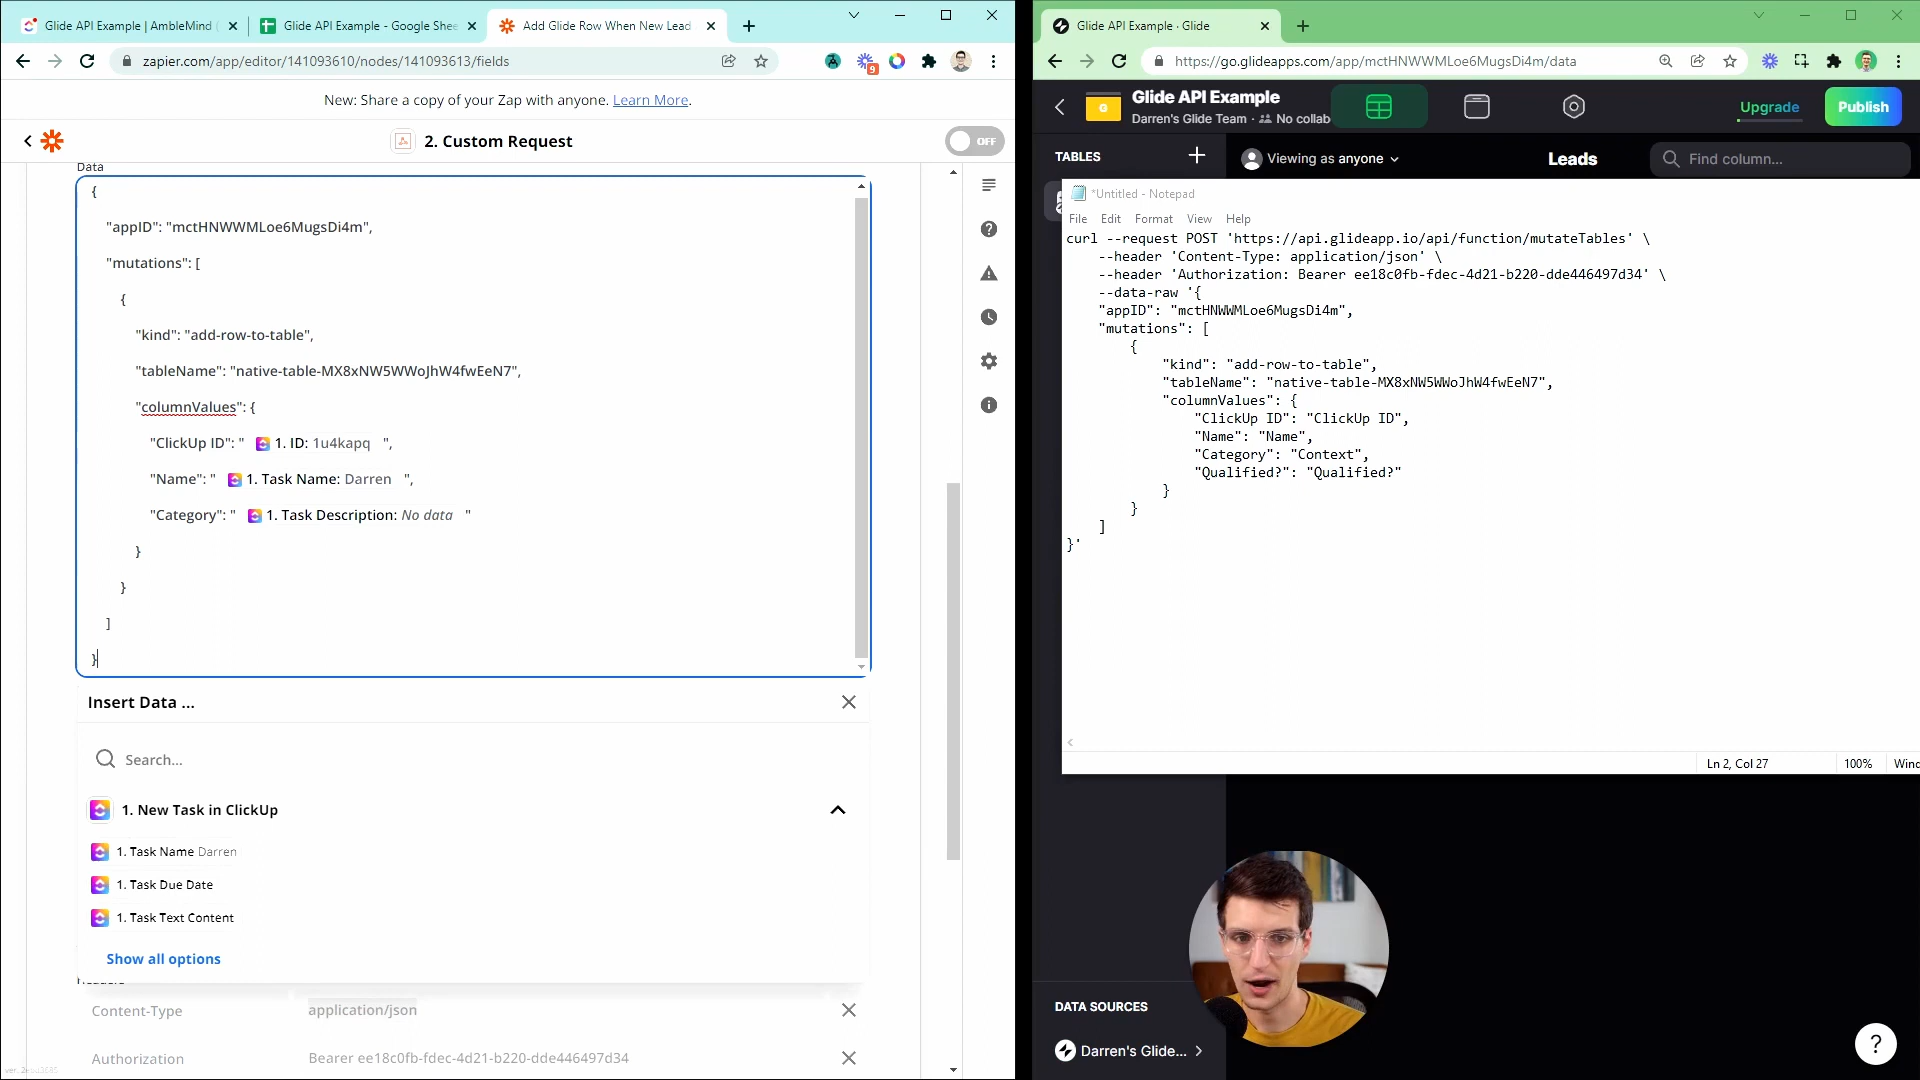 Glide API Example | AmbleMind (
Glide API Example - Google Shee
Add Glide Row When New Lead
zapier.com/app/editor/141093610/nodes/141093613/fields
9
New: Share a copy of your Zap with anyone. Learn More.
2. Custom Request
OFF
Data
{
"appID": "mctHNWWMLoe6MugsDi4m",
"mutations": [
{
"kind": "add-row-to-table",
"tableName": "native-table-MX8xNW5WWoJhW4fwEeN7",
"columnValues": {
"ClickUp ID": " 1. ID: 1u4kapq ",
"Name": " 1. Task Name: Darren ",
"Category": " 1. Task Description: No data "
}
}
]
}
Insert Data ...
Search...
1. New Task in ClickUp
1. Task Name Darren
1. Task Due Date
1. Task Text Content
Show all options
Content-Type
application/json
Authorization
Bearer ee18c0fb-fdec-4d21-b220-dde446497d34
Glide API Example · Glide
https://go.glideapps.com/app/mctHNWWMLoe6MugsDi4m/data
G
Glide API Example
Darren's Glide Team · No collab
Upgrade
Publish
TABLES
Viewing as anyone
Leads
Find column...
*Untitled - Notepad
File Edit Format View Help
curl --request POST 'https://api.glideapp.io/api/function/mutateTables' \
--header 'Content-Type: application/json' \
--header 'Authorization: Bearer ee18c0fb-fdec-4d21-b220-dde446497d34' \
--data-raw '{
"appID": "mctHNWWMLoe6MugsDi4m",
"mutations": [
{
"kind": "add-row-to-table",
"tableName": "native-table-MX8xNW5WWoJhW4fwEeN7",
"columnValues": {
"ClickUp ID": "ClickUp ID",
"Name": "Name",
"Category": "Context",
"Qualified?": "Qualified?"
}
}
]
}'
Ln 2, Col 27
100%
Wind
DATA SOURCES
Darren's Glide...
?